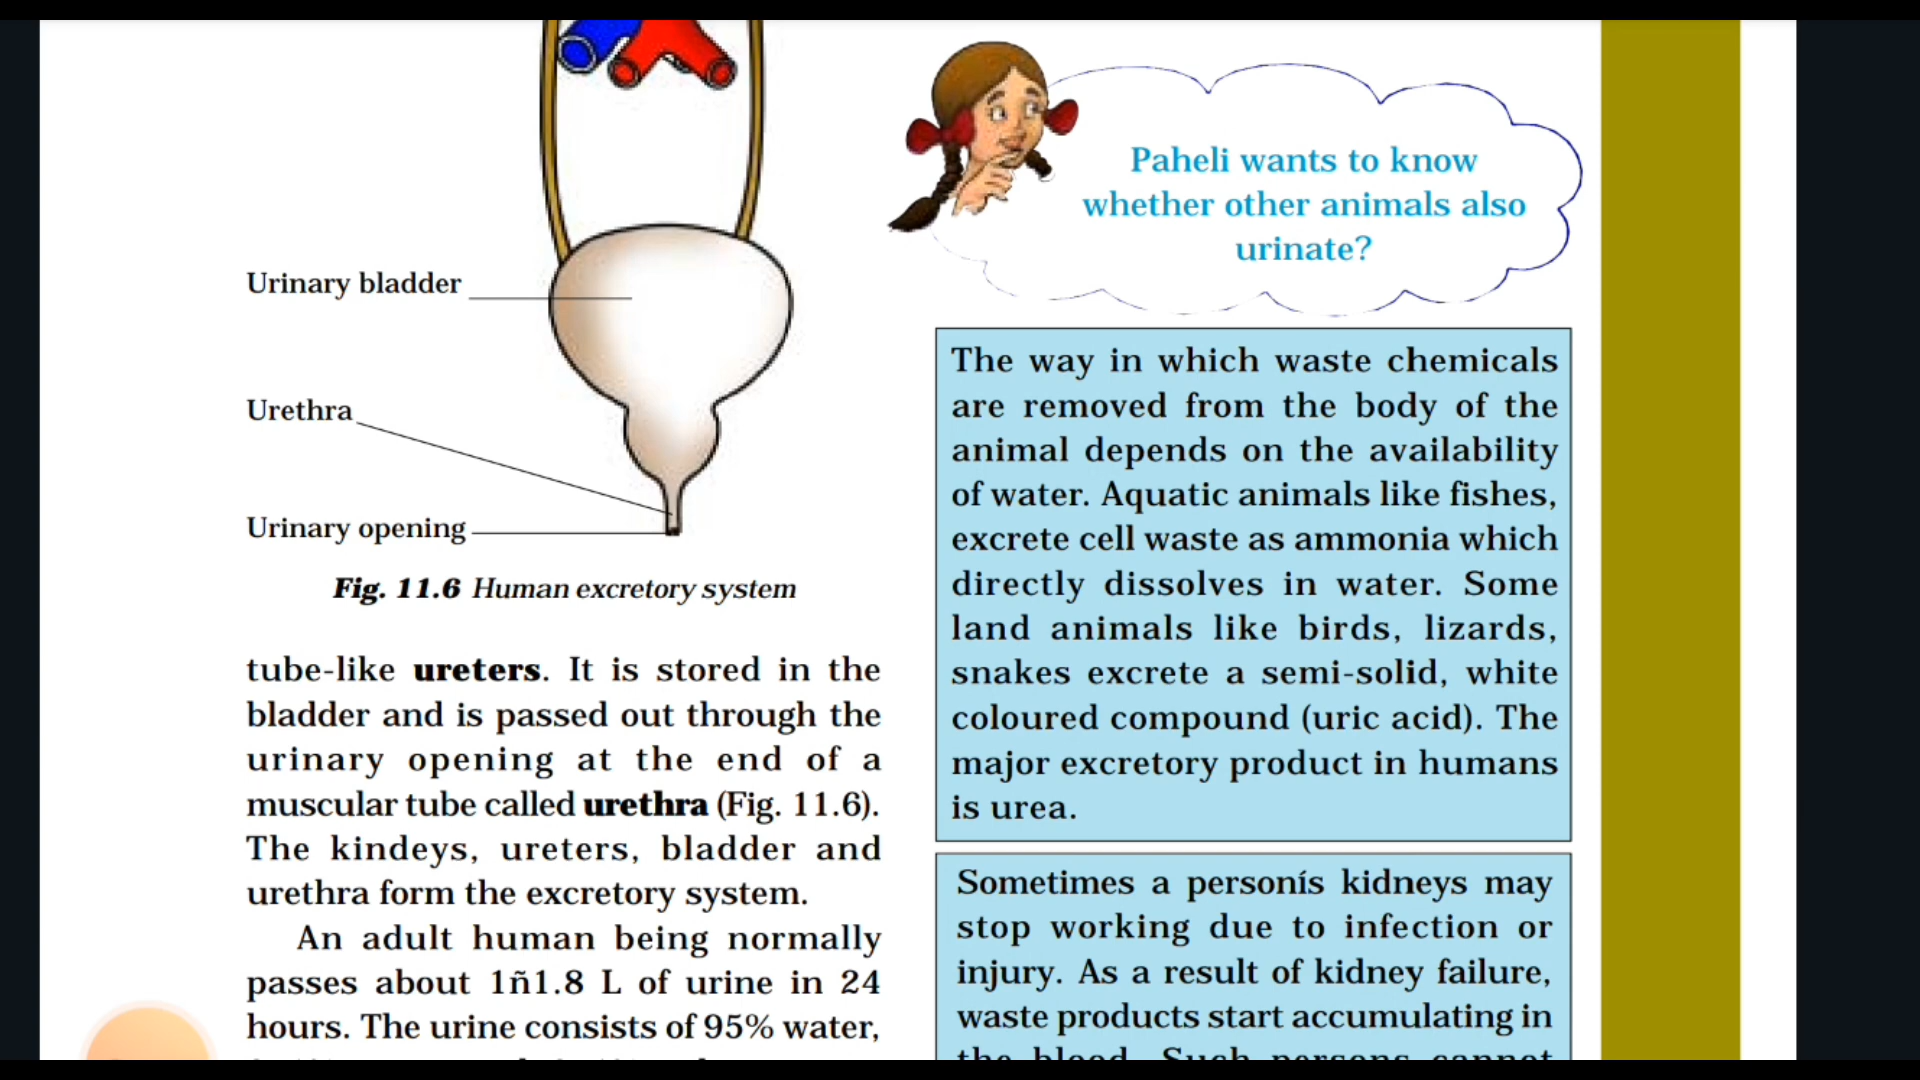 Urinary bladder
Urethra
Urinary opening
Fig. 11.6 Human excretory system
tube-like ureters. It is stored in the
bladder and is passed out through the
urinary opening at the end of a
muscular tube called urethra (Fig. 11.6).
The kindeys, ureters, bladder and
urethra form the excretory system.
An adult human being normally
passes about 1ñ1.8 L of urine in 24
hours. The urine consists of 95% water,
Paheli wants to know
whether other animals also
urinate?
The way in which waste chemicals
are removed from the body of the
animal depends on the availability
of water. Aquatic animals like fishes,
excrete cell waste as ammonia which
directly dissolves in water. Some
land animals like birds, lizards,
snakes excrete a semi-solid, white
coloured compound (uric acid). The
major excretory product in humans
is urea.
Sometimes a personís kidneys may
stop working due to infection or
injury. As a result of kidney failure,
waste products start accumulating in
the blood. Such persons cannot